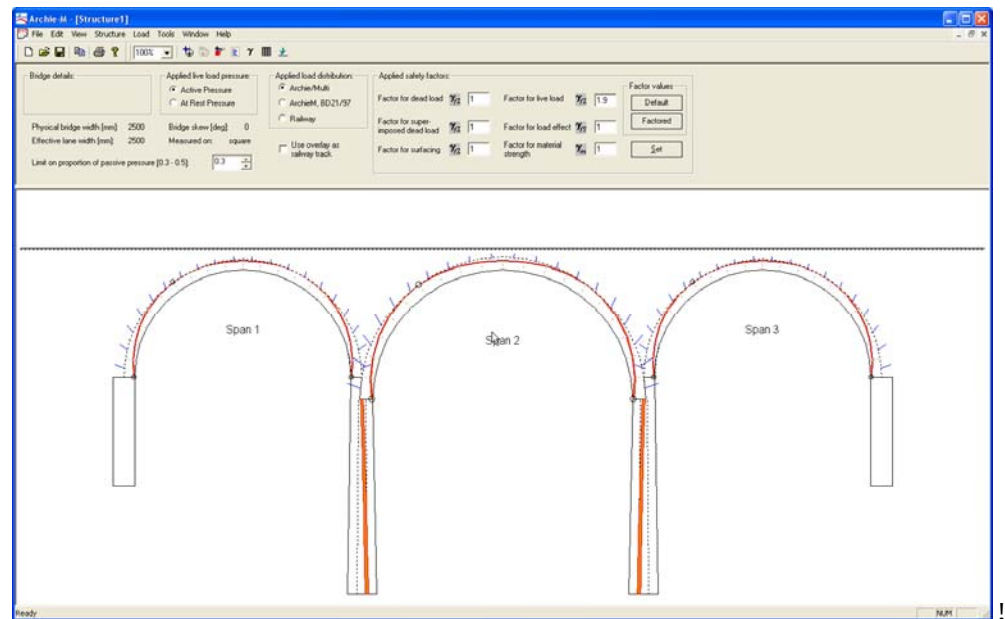 Archie-M - [Structure1]
File Edit View Structure Load Tools Window Help
100%
Bridge details:
Physical bridge width [mm] 2500 Bridge skew [deg] 0
Effective lane width [mm] 2500 Measured on: square
Limit on proportion of passive pressure [0.3 - 0.5]: 0.3
Applied live load pressure:
Active Pressure
At Rest Pressure
Applied load distribution:
Archie/Multi
ArchieM, BD21/97
Railway
Use overlay as
railway track.
Applied safety factors:
Factor for dead load 1 Factor for live load 1.9
Factor for super-
imposed dead load 1 Factor for load effect 1
Factor for surfacing 1 Factor for material
strength 1
Factor values
Default
Factored
Set
Span 1
Span 2
Span 3
Ready NUM
!